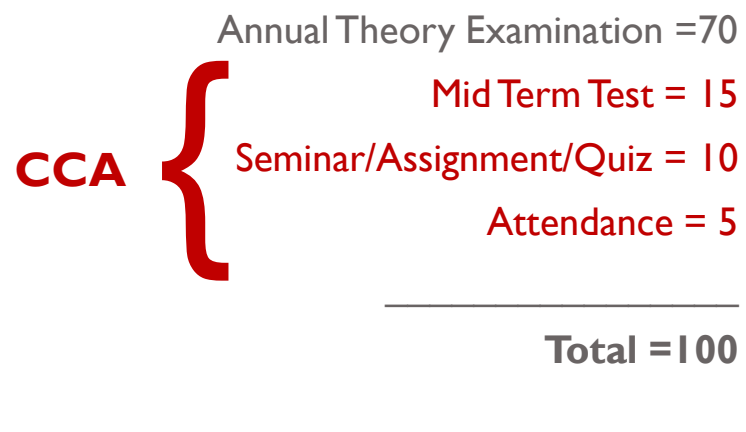 Annual Theory Examination =70
Mid Term Test = 15
CCA { Seminar/Assignment/Quiz = 10
Attendance = 5
Total =100